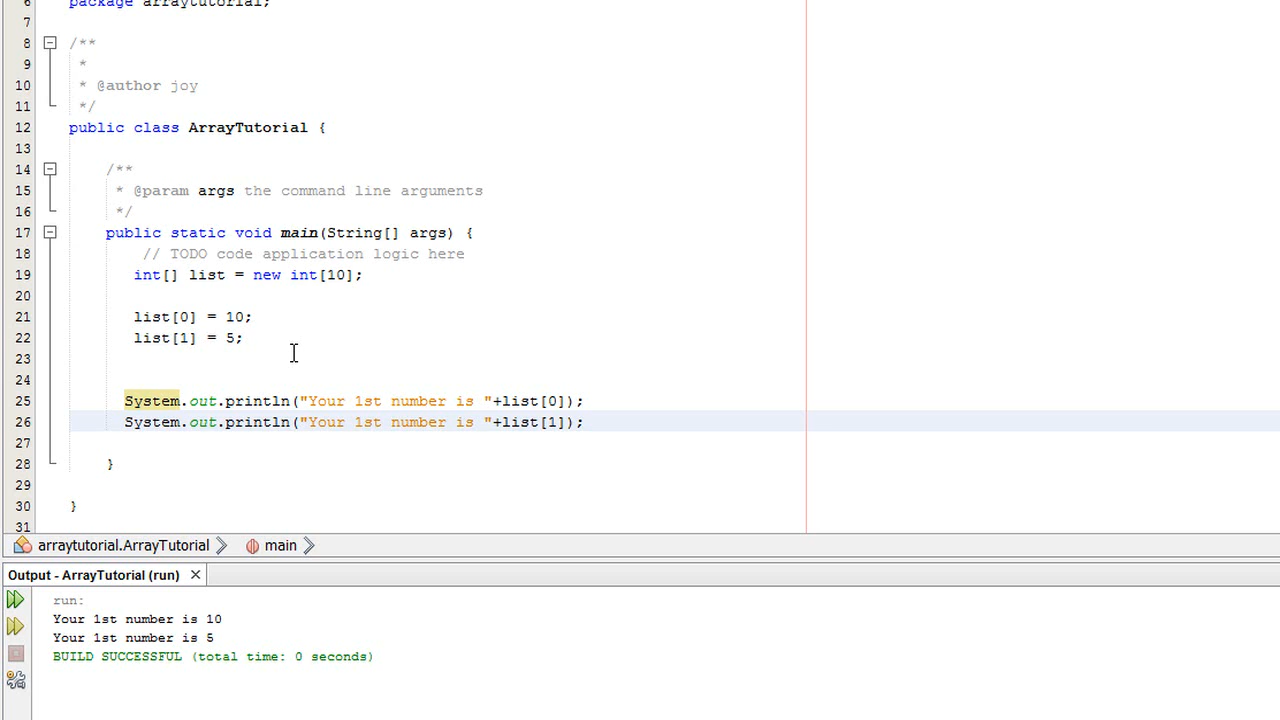 6 package arraytutorial;
7
8 /**
9 *
10 * @author joy
11 */
12 public class ArrayTutorial {
13
14 /**
15 * @param args the command line arguments
16 */
17 public static void main(String[] args) {
18 // TODO code application logic here
19 int[] list = new int[10];
20
21 list[0] = 10;
22 list[1] = 5;
23
24
25 System.out.println("Your 1st number is "+list[0]);
26 System.out.println("Your 1st number is "+list[1]);
27
28 }
29
30 }
31
arraytutorial.ArrayTutorial main
Output - ArrayTutorial (run)
run:
Your 1st number is 10
Your 1st number is 5
BUILD SUCCESSFUL (total time: 0 seconds)